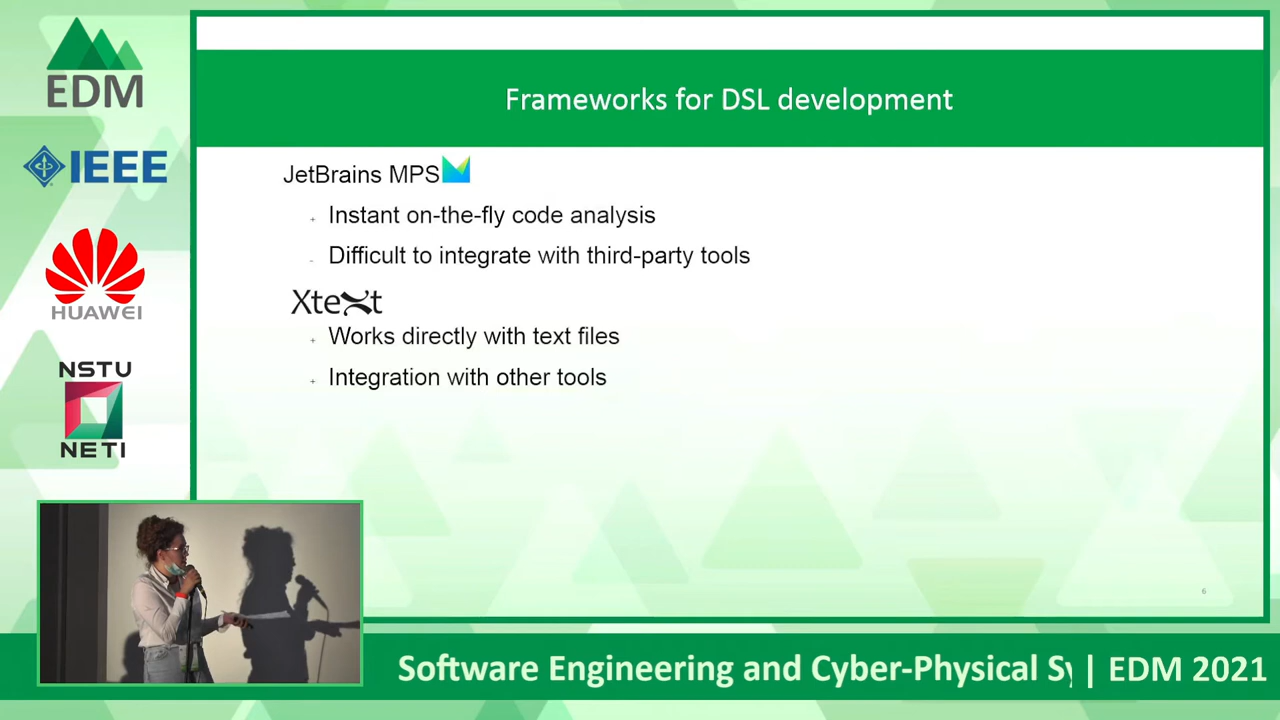 EDM
IEEE
HUAWEI
NSTU
NETI
Frameworks for DSL development
JetBrains MPS
+ Instant on-the-fly code analysis
- Difficult to integrate with third-party tools
Xtext
+ Works directly with text files
+ Integration with other tools
6
Software Engineering and Cyber-Physical Sy | EDM 2021